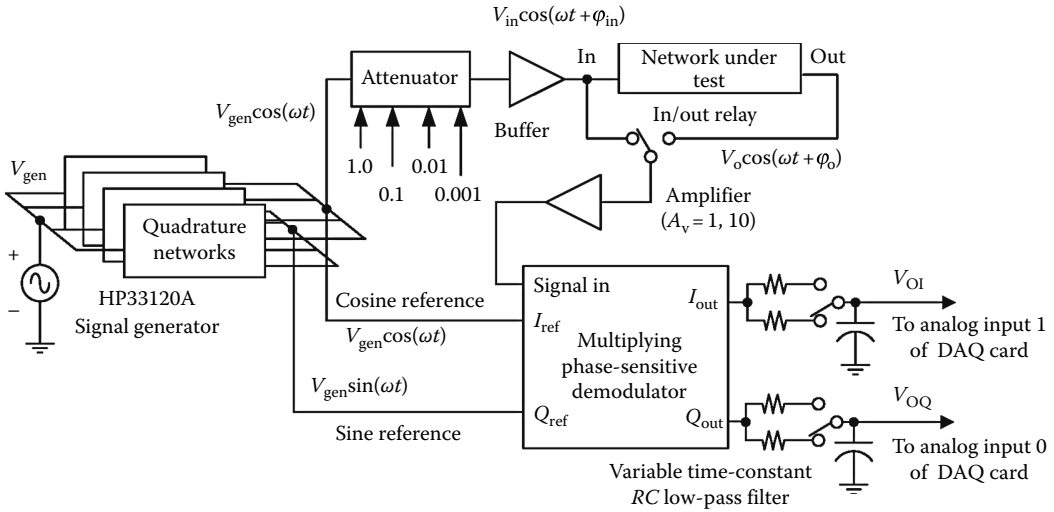 V_in cos(ωt + φ_in)
In
Network under
test
Out
Attenuator
Buffer
In/out relay
V_gen cos(ωt)
V_o cos(ωt + φ_o)
1.0
0.1
0.01
0.001
V_gen
Amplifier
(A_v = 1, 10)
Quadrature
networks
+
−
HP33120A
Signal generator
Cosine reference
V_gen cos(ωt)
V_gen sin(ωt)
Sine reference
Signal in
I_ref
Q_ref
Multiplying
phase-sensitive
demodulator
I_out
Q_out
V_OI
To analog input 1
of DAQ card
V_OQ
To analog input 0
of DAQ card
Variable time-constant
RC low-pass filter